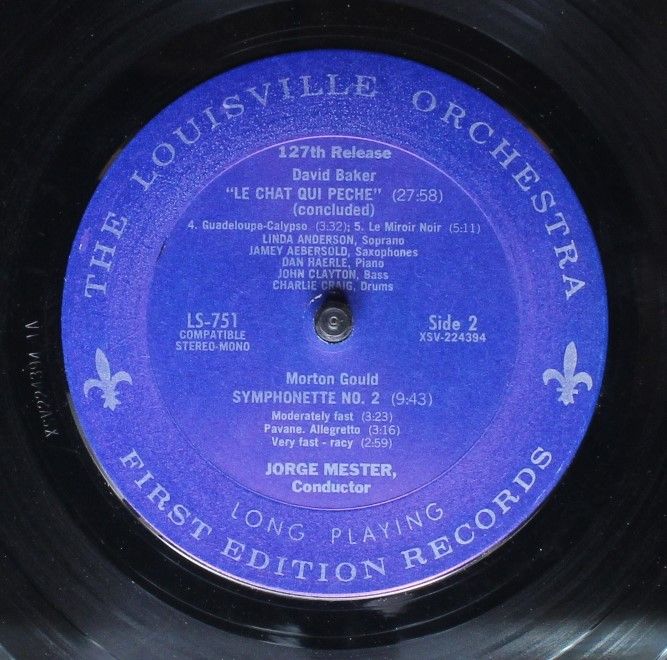 THE LOUISVILLE ORCHESTRA
127th Release
David Baker
"LE CHAT QUI PECHE" (27:58)
(concluded)
4. Guadeloupe-Calypso (3:32); 5. Le Miroir Noir (5:11)
LINDA ANDERSON, Soprano
JAMEY AEBERSOLD, Saxophones
DAN HAERLE, Piano
JOHN CLAYTON, Bass
CHARLIE CRAIG, Drums
LS-751
COMPATIBLE
STEREO-MONO
Side 2
XSV-224394
Morton Gould
SYMPHONETTE NO. 2 (9:43)
Moderately fast (3:23)
Pavane. Allegretto (3:16)
Very fast - racy (2:59)
JORGE MESTER,
Conductor
LONG PLAYING
FIRST EDITION RECORDS